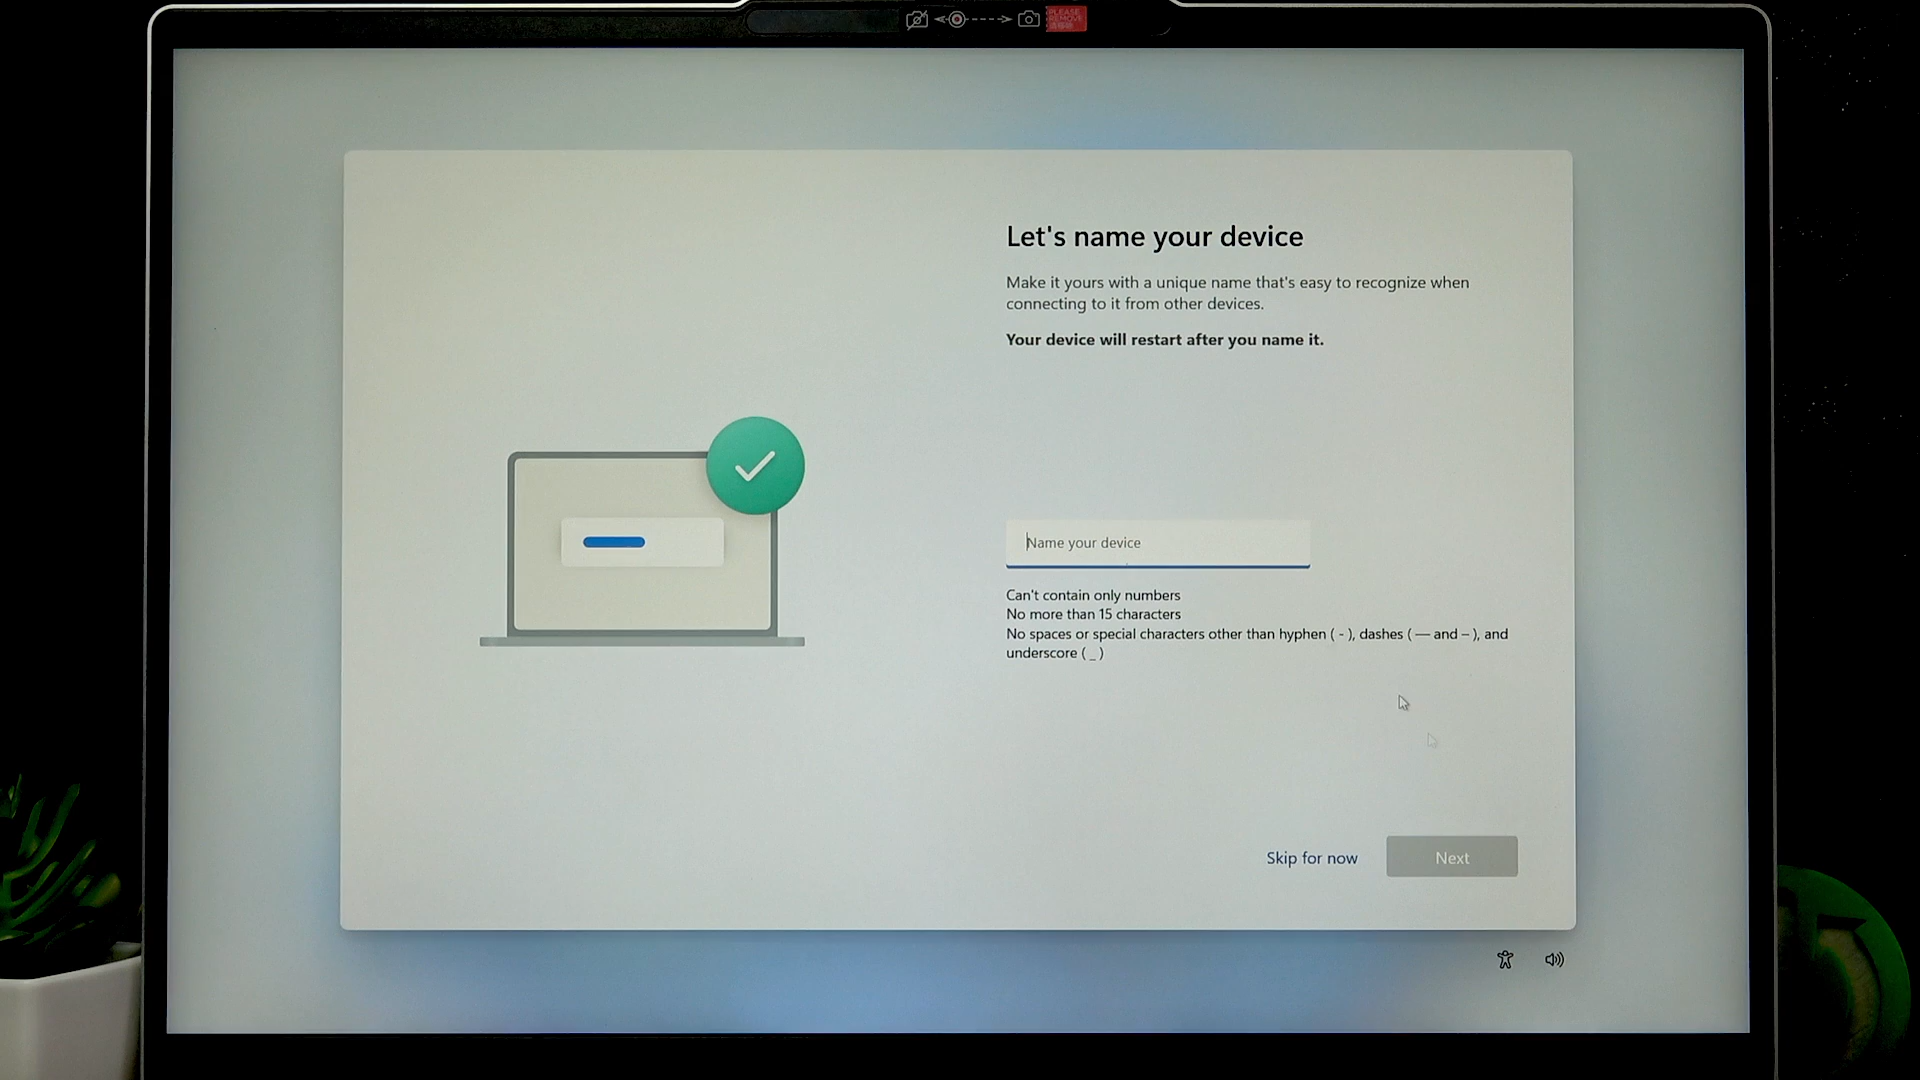 PLEASE
REMOVE
Let's name your device
Make it yours with a unique name that's easy to recognize when
connecting to it from other devices.
Your device will restart after you name it.
Name your device
Can't contain only numbers
No more than 15 characters
No spaces or special characters other than hyphen ( - ), dashes ( — and – ), and
underscore ( _ )
Skip for now
Next